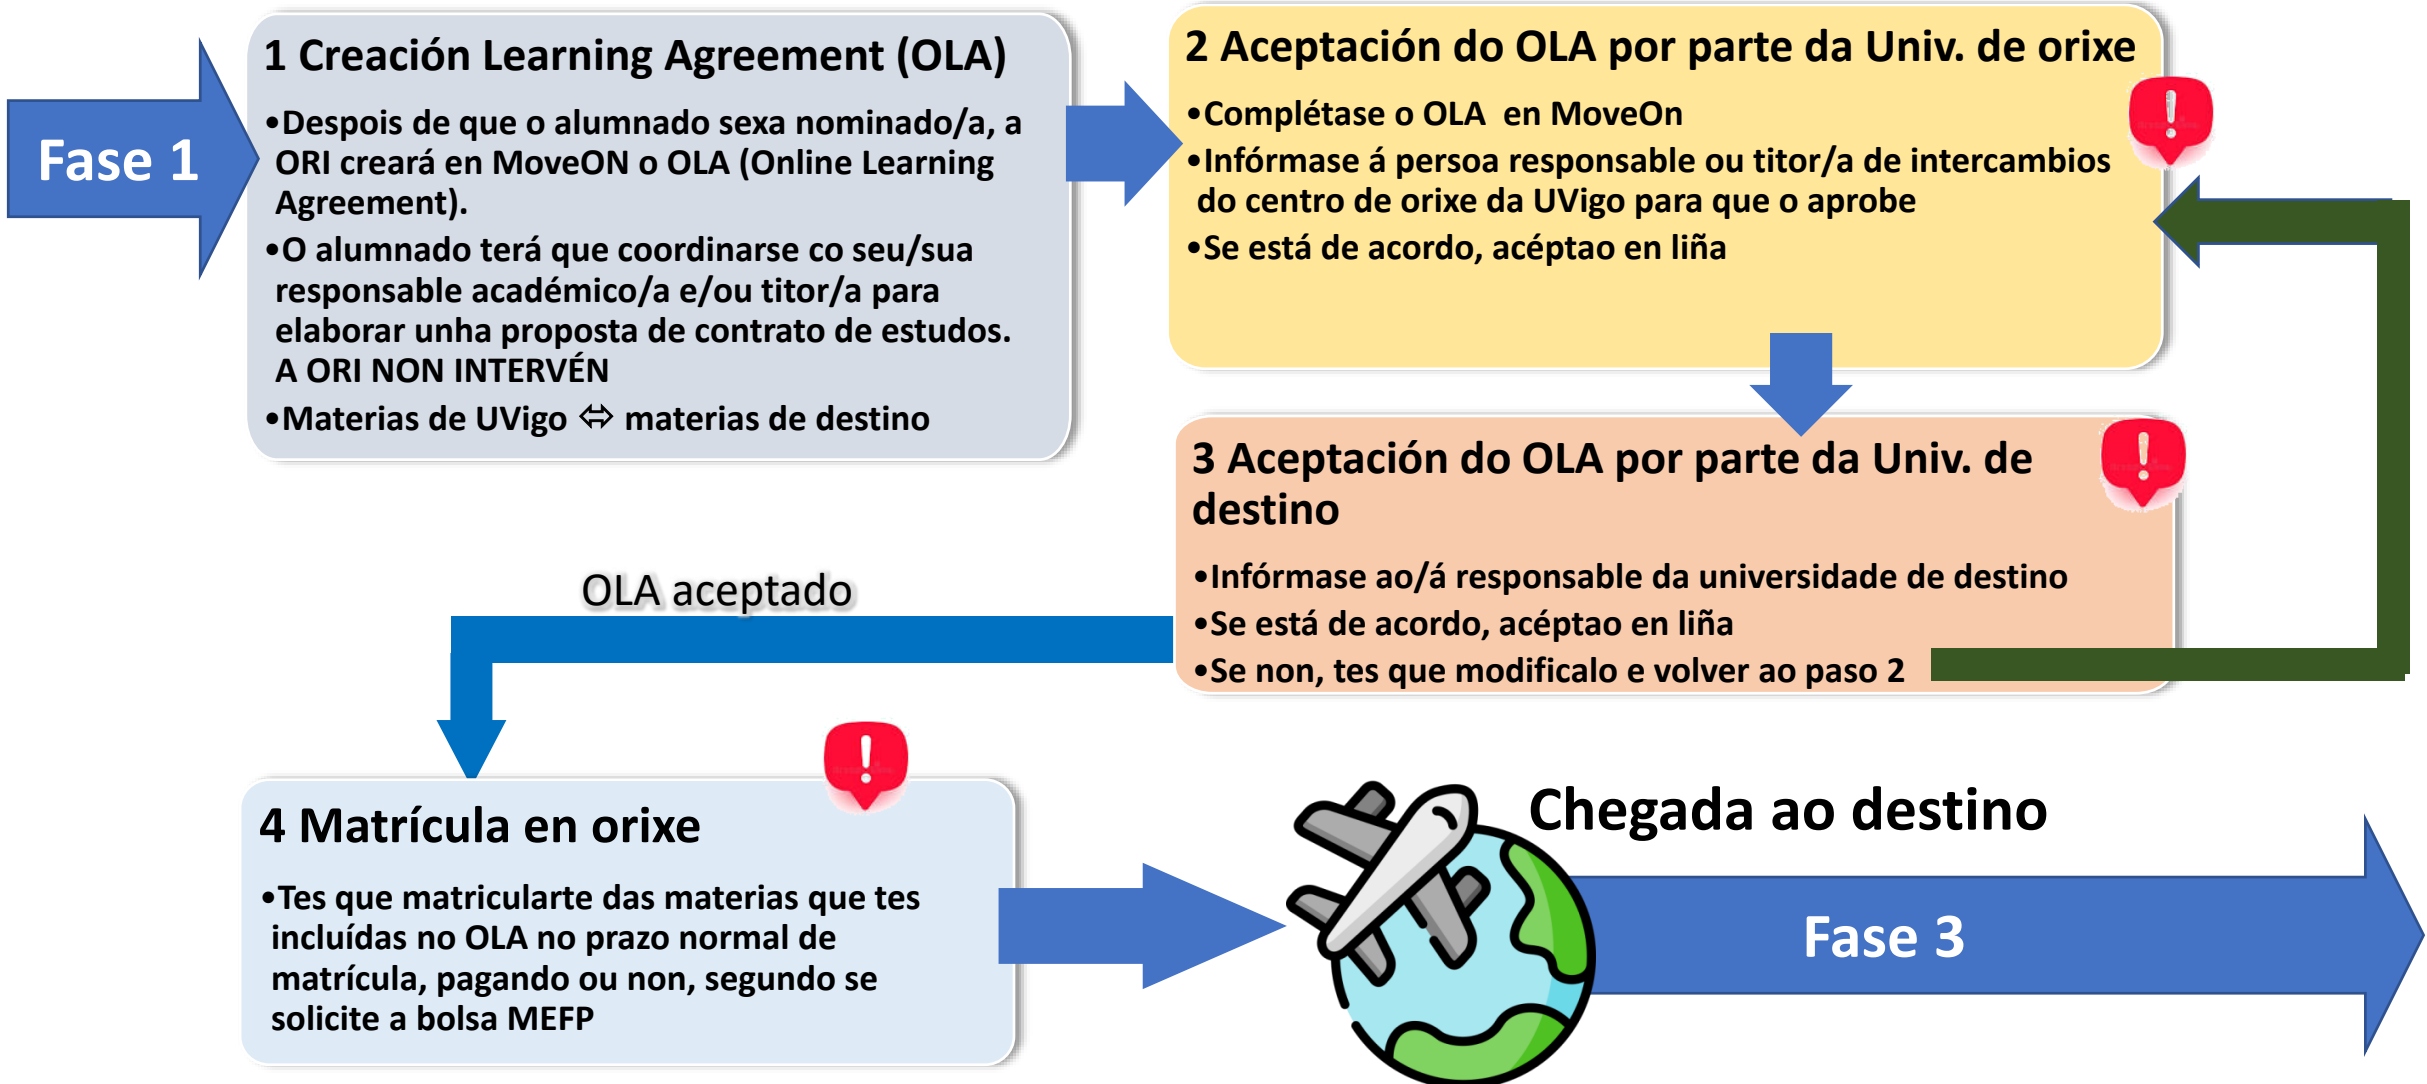 Fase 1
1 Creación Learning Agreement (OLA)
•Despois de que o alumnado sexa nominado/a, a
ORI creará en MoveON o OLA (Online Learning
Agreement).
•O alumnado terá que coordinarse co seu/sua
responsable académico/a e/ou titor/a para
elaborar unha proposta de contrato de estudos.
A ORI NON INTERVÉN
•Materias de UVigo ⬄ materias de destino
2 Aceptación do OLA por parte da Univ. de orixe
•Complétase o OLA en MoveOn
•Infórmase á persoa responsable ou titor/a de intercambios
do centro de orixe da UVigo para que o aprobe
•Se está de acordo, acéptao en liña
3 Aceptación do OLA por parte da Univ. de
destino
•Infórmase ao/á responsable da universidade de destino
•Se está de acordo, acéptao en liña
•Se non, tes que modificalo e volver ao paso 2
OLA aceptado
4 Matrícula en orixe
•Tes que matricularte das materias que tes
incluídas no OLA no prazo normal de
matrícula, pagando ou non, segundo se
solicite a bolsa MEFP
Chegada ao destino
Fase 3